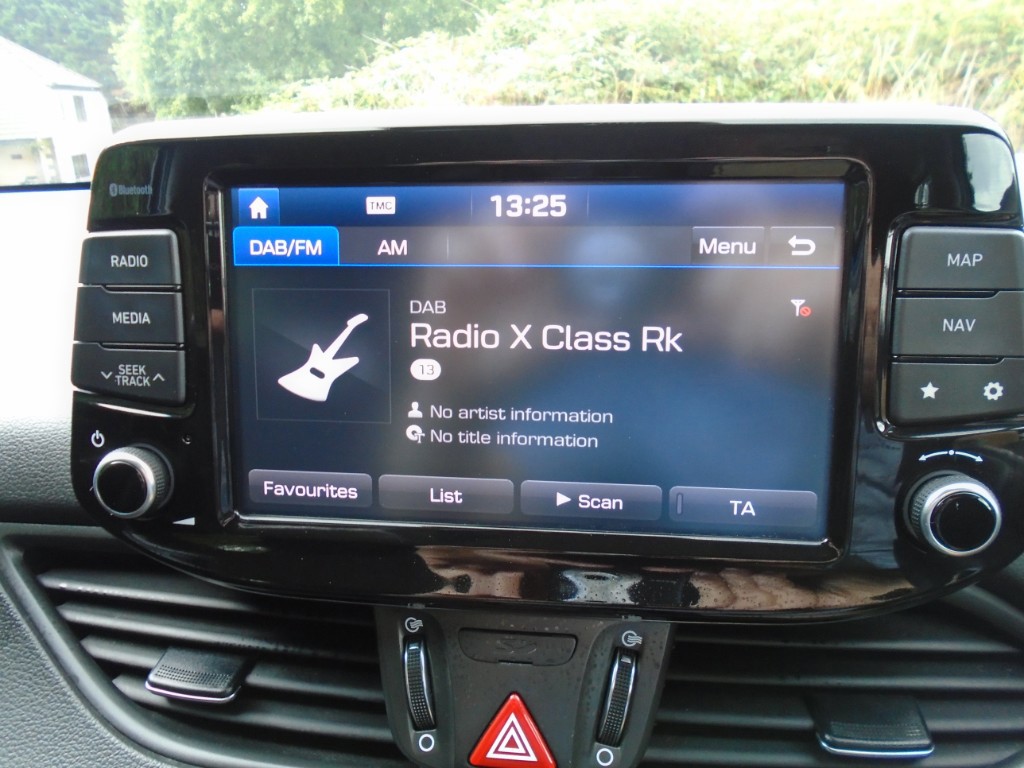 Bluetooth
TMC 13:25
DAB/FM AM Menu
RADIO
MEDIA
SEEK
TRACK
MAP
NAV
DAB
Radio X Class Rk
13
No artist information
No title information
Favourites List Scan TA